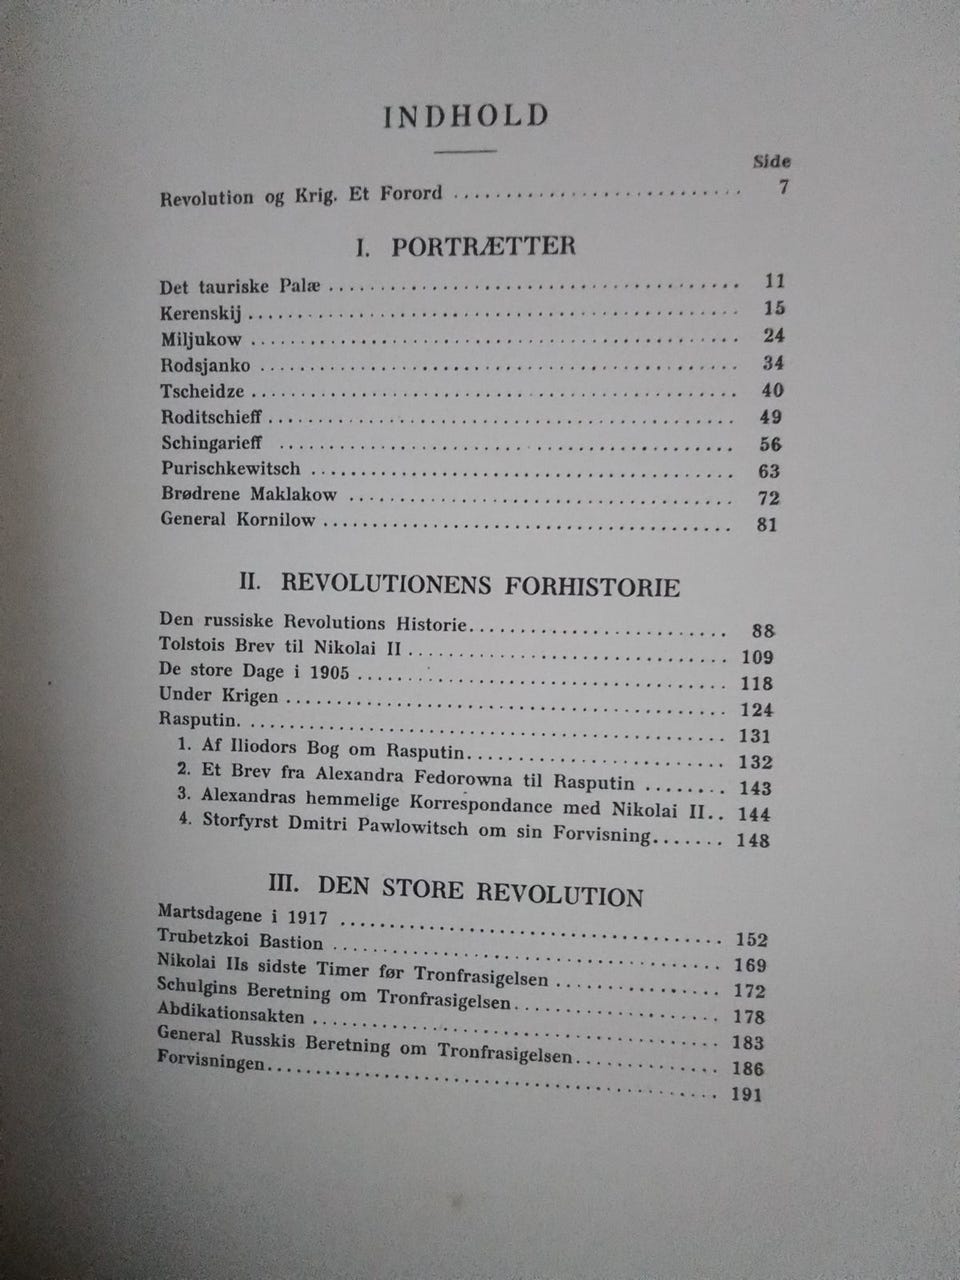 INDHOLD
Side
Revolution og Krig. Et Forord ............................ 7
I. PORTRÆTTER
Det tauriske Palæ ........................................ 11
Kerenskij ................................................ 15
Miljukow ................................................. 24
Rodsjanko ................................................ 34
Tscheidze ................................................ 40
Roditschieff ............................................. 49
Schingarieff ............................................. 56
Purischkewitsch .......................................... 63
Brødrene Maklakow ........................................ 72
General Kornilow ......................................... 81
II. REVOLUTIONENS FORHISTORIE
Den russiske Revolutions Historie.......................... 88
Tolstois Brev til Nikolai II ............................... 109
De store Dage i 1905 ..................................... 118
Under Krigen ............................................. 124
Rasputin. ................................................ 131
1. Af Iliodors Bog om Rasputin.......................... 132
2. Et Brev fra Alexandra Fedorowna til Rasputin ........ 143
3. Alexandras hemmelige Korrespondance med Nikolai II.. 144
4. Storfyrst Dmitri Pawlowitsch om sin Forvisning....... 148
III. DEN STORE REVOLUTION
Martsdagene i 1917 ....................................... 152
Trubetzkoi Bastion ....................................... 169
Nikolai IIs sidste Timer før Tronfrasigelsen ................ 172
Schulgins Beretning om Tronfrasigelsen.................... 178
Abdikationsakten ......................................... 183
General Russkis Beretning om Tronfrasigelsen.............. 186
Forvisningen.............................................. 191